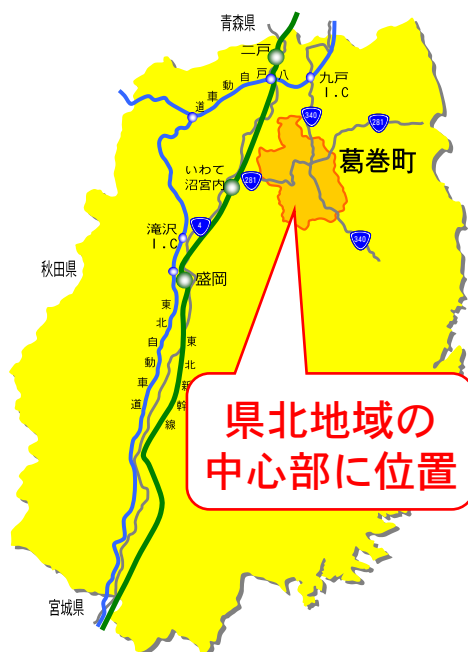 青森県
二戸
八戸自動車道
九戸
I.C
340
281
葛巻町
いわて
沼宮内
281
4
滝沢
I.C
340
秋田県
盛岡
東北自動車道
東北新幹線
県北地域の
中心部に位置
宮城県